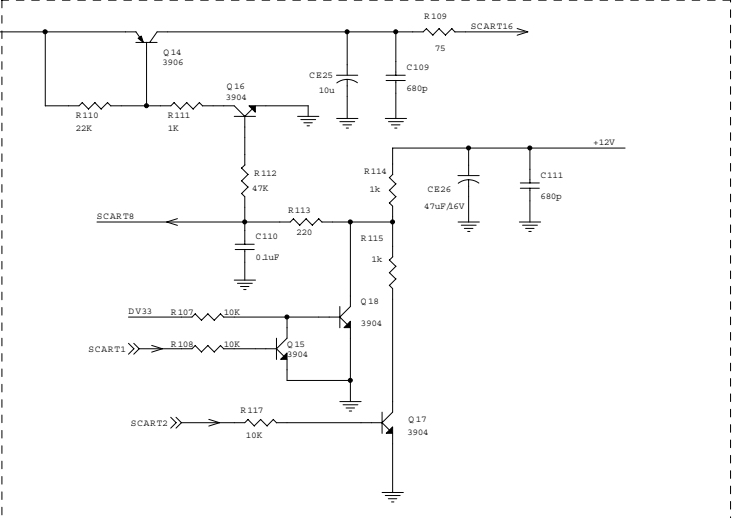 R109
SCART16
75
Q14
3906
CE25
10u
C109
680p
Q16
3904
R110
22K
R111
1K
+12V
R112
47K
R114
1k
CE26
47uF/16V
C111
680p
SCART8
R113
220
C110
0.1uF
R115
1k
DV33
R107
10K
Q18
3904
SCART1
R108
10K
Q15
3904
R117
10K
SCART2
Q17
3904